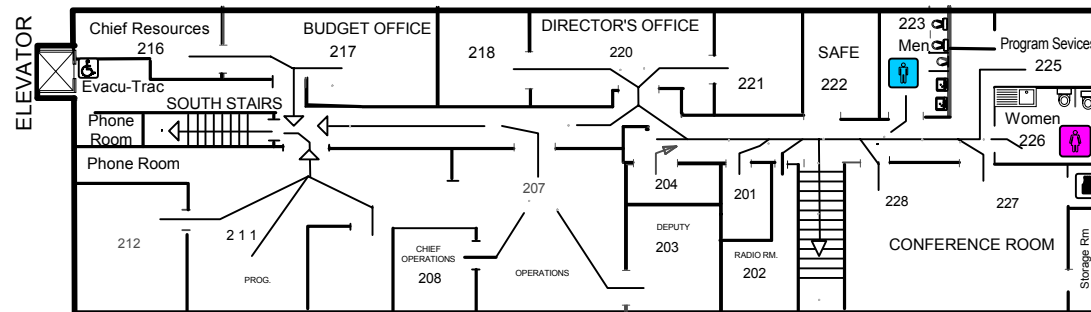 ELEVATOR
Chief Resources
216
BUDGET OFFICE
217
218
DIRECTOR'S OFFICE
220
221
SAFE
222
223
Men
Program Sevices
225
Evacu-Trac
SOUTH STAIRS
Phone
Room
Phone Room
Women
226
207
204
201
228
227
212
2 1 1
PROG.
CHIEF
OPERATIONS
208
OPERATIONS
DEPUTY
203
RADIO RM.
202
CONFERENCE ROOM
Storage Rm